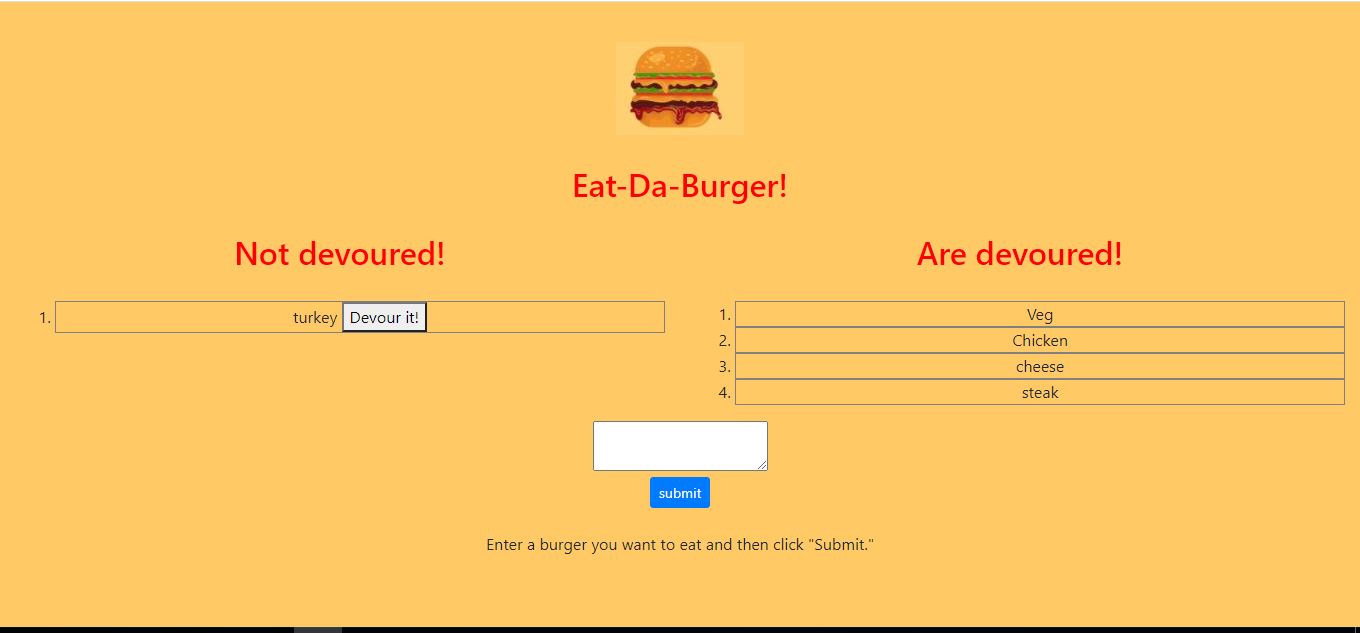 Eat-Da-Burger!
Not devoured!
1. turkey Devour it!
Are devoured!
1. Veg
2. Chicken
3. cheese
4. steak
submit
Enter a burger you want to eat and then click "Submit."